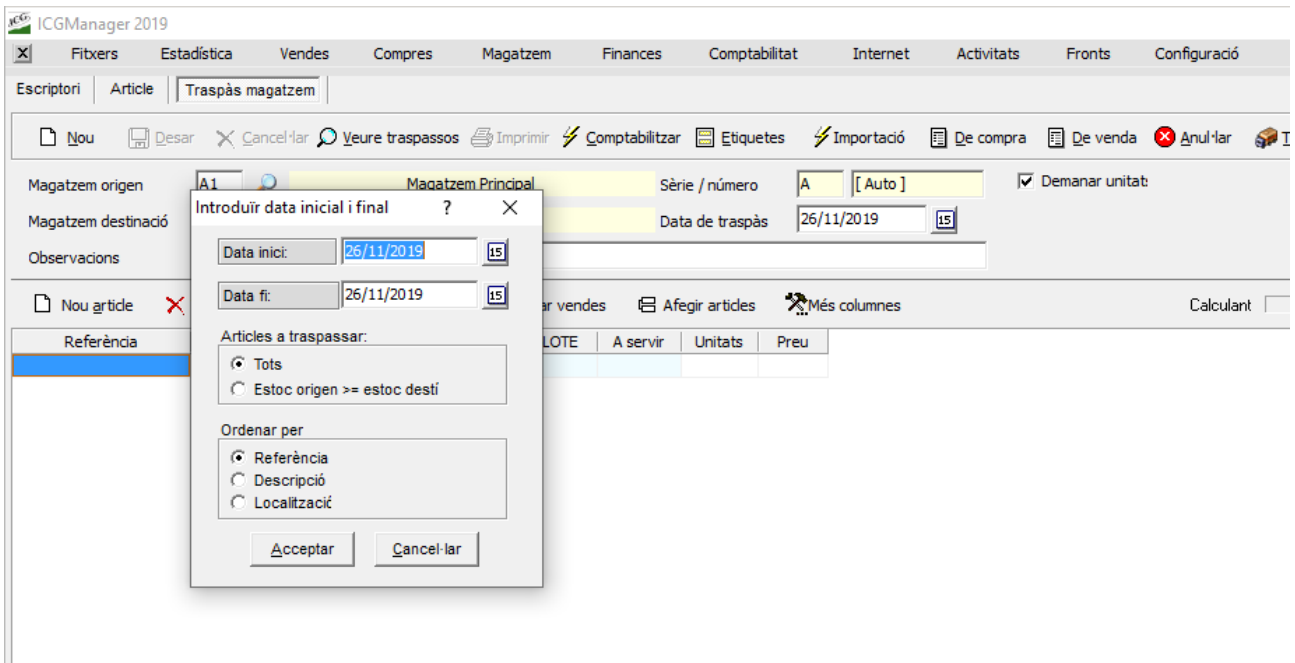 ICGManager 2019
X Fitxers Estadística Vendes Compres Magatzem Finances Comptabilitat Internet Activitats Fronts Configuració
Escriptori Article Traspàs magatzem
Nou Desar Cancel·lar Veure traspassos Imprimir Comptabilitzar Etiquetes Importació De compra De venda Anul·lar
Magatzem origen A1 Magatzem Principal Sèrie / número A [ Auto ] Demanar unitat
Magatzem destinació Data de traspàs 26/11/2019 15
Observacions
Introduïr data inicial i final ?
Data inici: 26/11/2019 15
Data fi: 26/11/2019 15
Articles a traspassar:
Tots
Estoc origen >= estoc destí
Ordenar per
Referència
Descripció
Localització
Acceptar Cancel·lar
Nou article vendes Afegir articles Més columnes Calculant
Referència LOTE A servir Unitats Preu